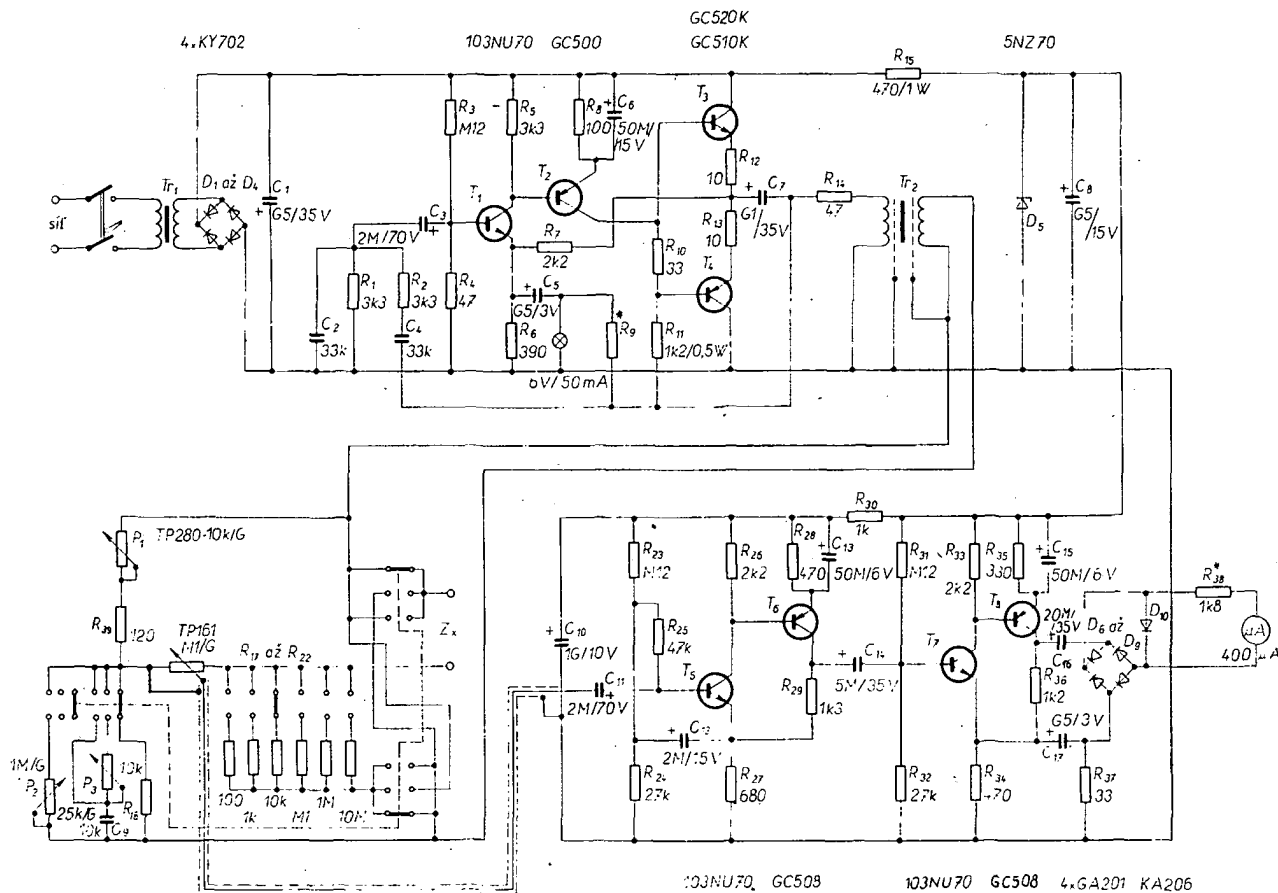 GC520K
4xKY702 103NU70 GC500 GC510K 5NZ70
R15
470/1W
R3
M12
R5
3k3
R8
100
C6
50M/
15V
T3
Tr1
D1 až D4
C1
G5/35V
síť
T1
T2
R12
10
C7
G1/
35V
R14
47
Tr2
C8
G5/
15V
D5
C3
2M/70V
R7
2k2
R13
10
R10
33
T4
R1
3k3
R2
3k3
R4
47
C5
G5/3V
C2
33k
C4
33k
R6
390
R9*
R11
1k2/0,5W
6V/50mA
P1
TP280-10k/G
R39
120
TP161
M1/G
R17 až R22
Zx
1M/G
P2
25k/G
P3
10k
C9
10k
R16
100
1k
10k
M1
1M
10M
C10
1G/10V
C11
2M/70V
R23
M12
R25
47k
R26
2k2
R28
470
C13
50M/6V
R30
1k
R31
M12
R33
2k2
R35
330
C15
50M/6V
R38*
1k8
T5
T6
T7
T8
20M/
/35V
C16
D6 až
D9
D10
µA
400 µA
R29
1k3
C14
5M/35V
R36
1k2
G5/3V
C17
2M/15V
R24
27k
R27
680
R32
27k
R34
470
R37
33
103NU70 GC508 103NU70 GC508 4xGA201 KA206